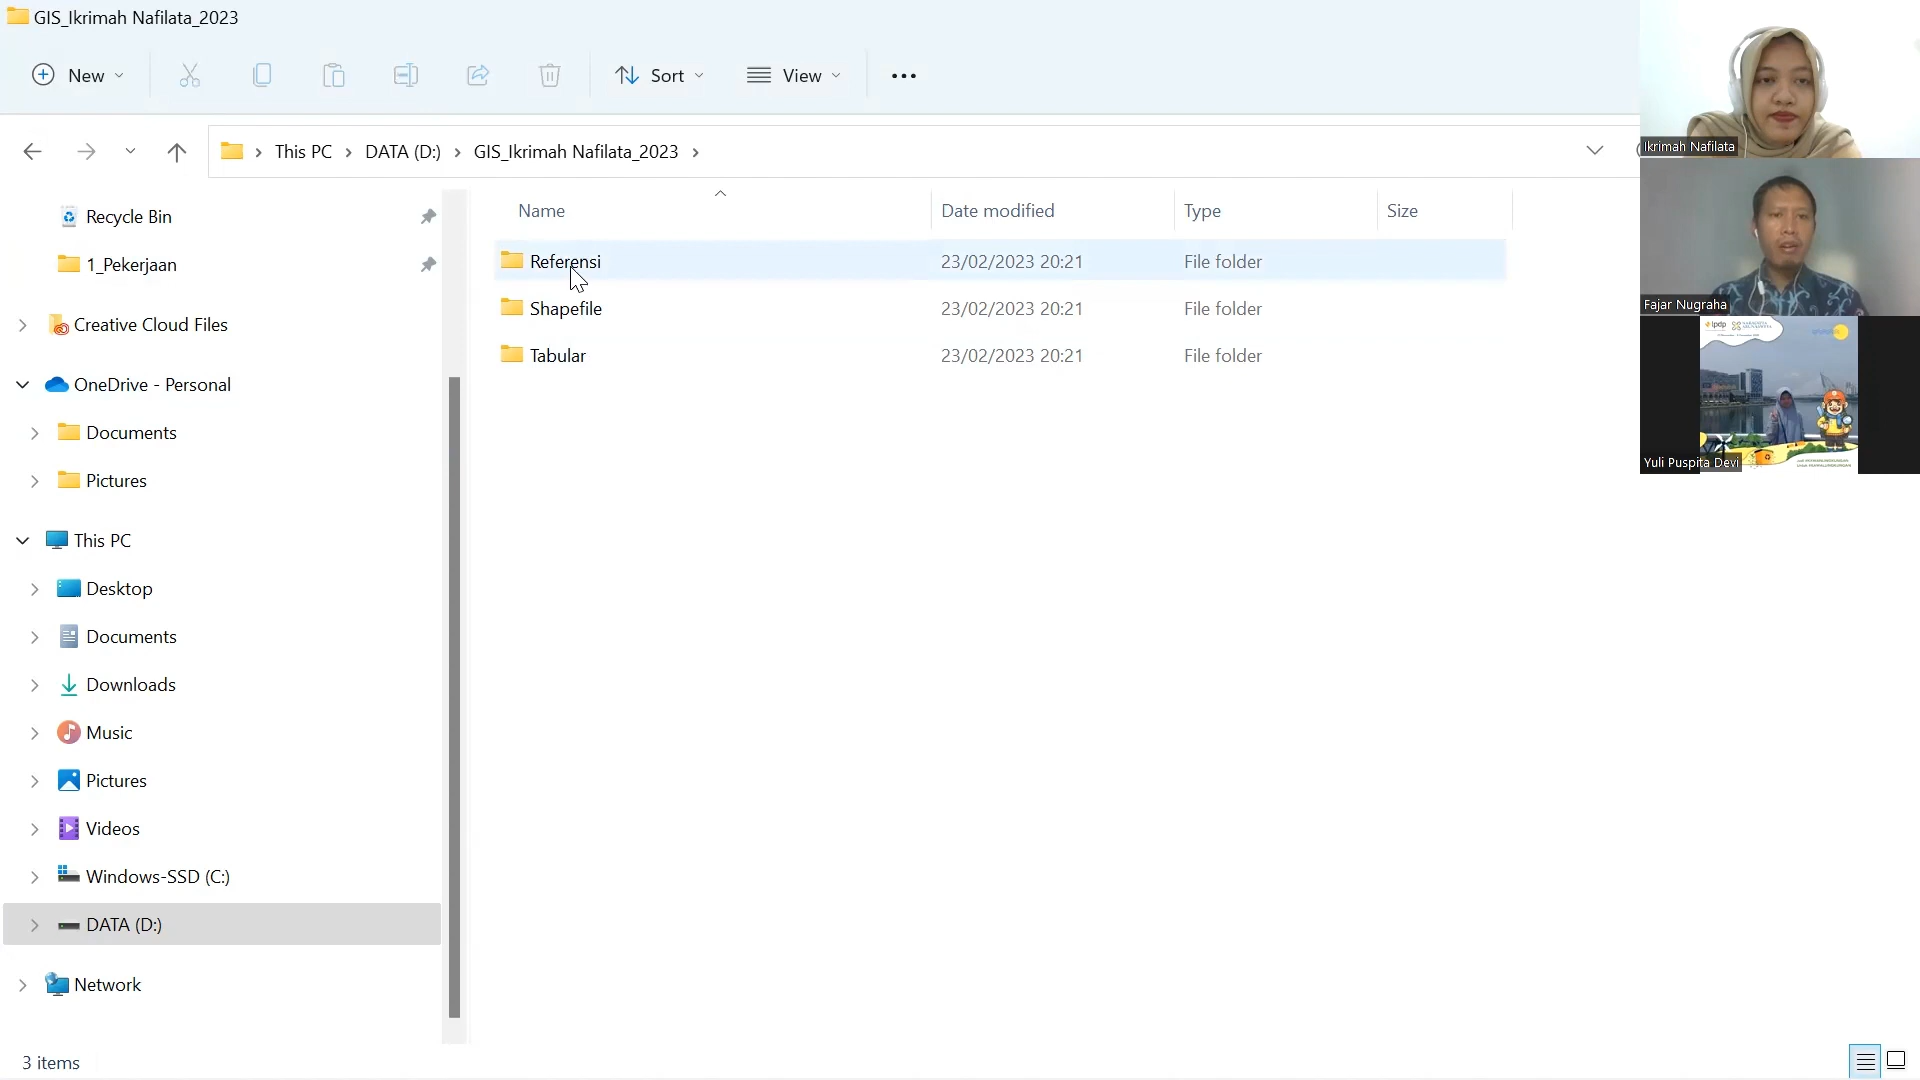 GIS_Ikrimah Nafilata_2023
New
Sort
View
This PC
DATA (D:)
GIS_Ikrimah Nafilata_2023
Recycle Bin
1_Pekerjaan
Creative Cloud Files
OneDrive - Personal
Documents
Pictures
This PC
Desktop
Documents
Downloads
Music
Pictures
Videos
Windows-SSD (C:)
DATA (D:)
Network
Name Date modified Type Size
Referensi 23/02/2023 20:21 File folder
Shapefile 23/02/2023 20:21 File folder
Tabular 23/02/2023 20:21 File folder
3 items
Ikrimah Nafilata
Fajar Nugraha
lpdp
Yuli Puspita Devi